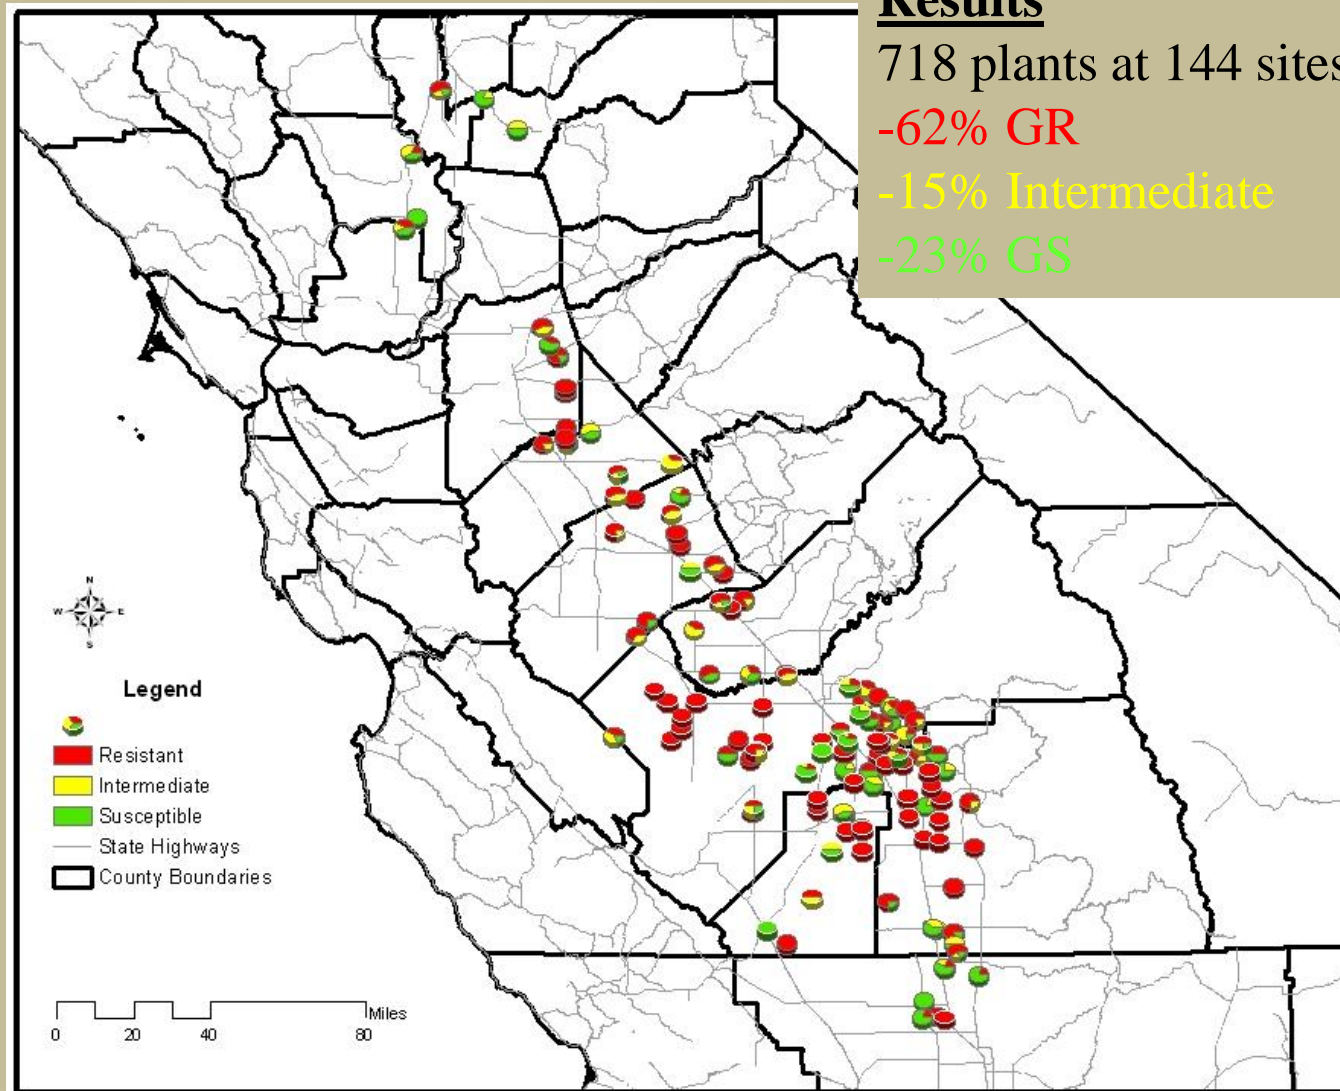 Results
718 plants at 144 sites
-62% GR
-15% Intermediate
-23% GS
N
W E
S
Legend
Resistant
Intermediate
Susceptible
State Highways
County Boundaries
Miles
0 20 40 80